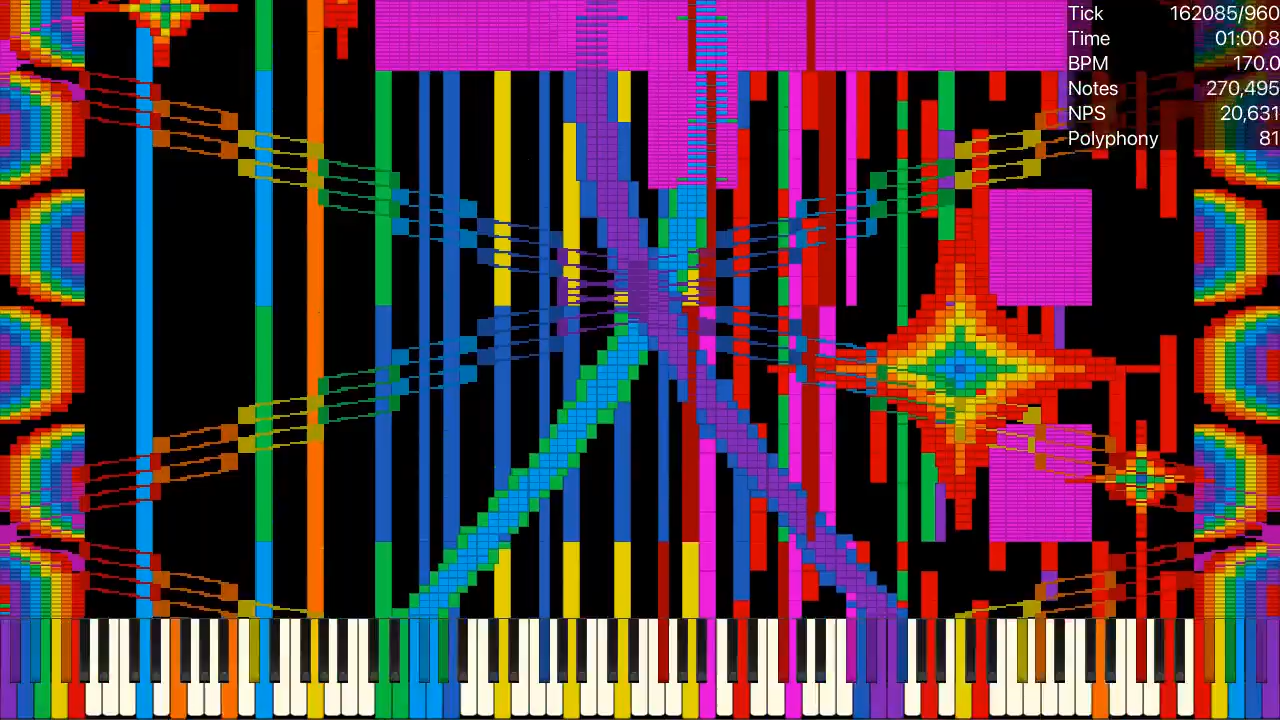 Tick 162085/960
Time 01:00.8
BPM 170.0
Notes 270,495
NPS 20,631
Polyphony 81